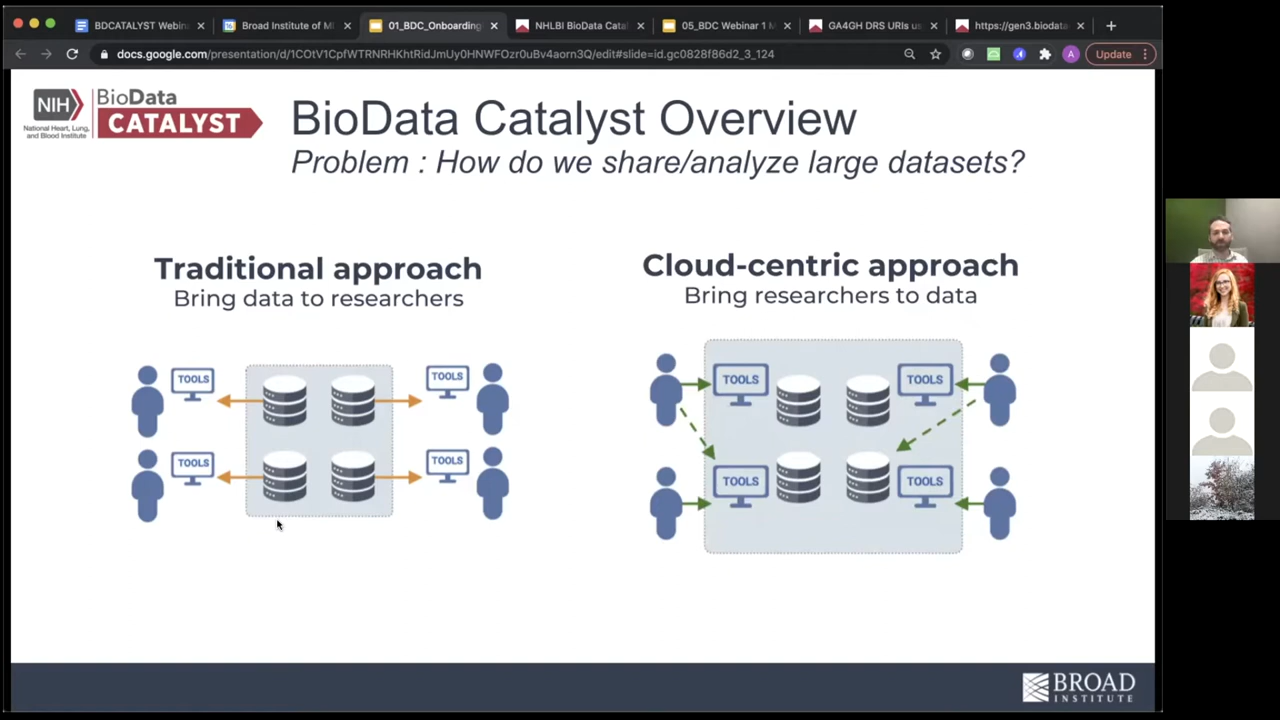 BDCATALYST Webin
Broad Institute of M
01_BDC_Onboarding
NHLBI BioData Cata
05_BDC Webinar 1 M
GA4GH DRS URIs u
https://gen3.biodata
docs.google.com/presentation/d/1COtV1CpfWTRNRHKhtRidJmUy0HNWFOzr0uBv4aorn3Q/edit#slide=id.gc0828f86d2_3_124
A
Update
NIH
National Heart, Lung,
and Blood Institute
BioData
CATALYST
BioData Catalyst Overview
Problem : How do we share/analyze large datasets?
Traditional approach
Bring data to researchers
TOOLS
TOOLS
TOOLS
TOOLS
Cloud-centric approach
Bring researchers to data
TOOLS
TOOLS
TOOLS
TOOLS
BROAD
INSTITUTE